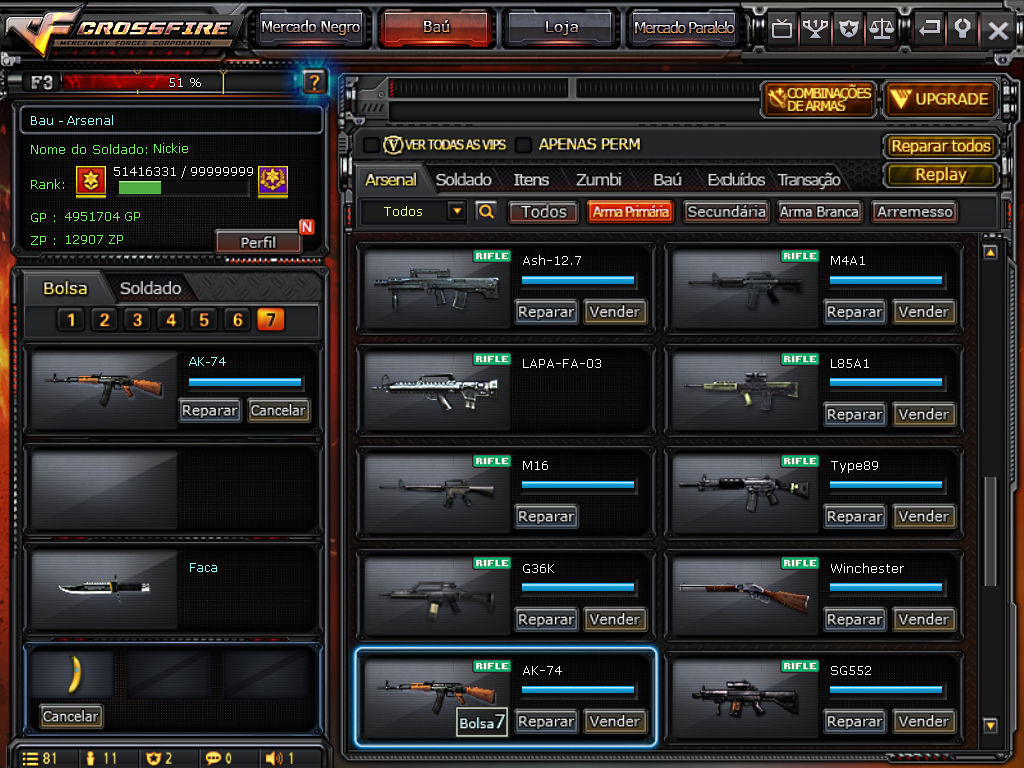 CROSSFIRE
MERCENARY FORCES CORPORATION
Mercado Negro
Baú
Loja
Mercado Paralelo
F3
51 %
?
COMBINAÇÕES
DE ARMAS
UPGRADE
Bau - Arsenal
Nome do Soldado: Nickie
Rank:
51416331 / 99999999
GP : 4951704 GP
ZP : 12907 ZP
N
Perfil
V VER TODAS AS VIPS
APENAS PERM
Reparar todos
Replay
Arsenal
Soldado
Itens
Zumbi
Baú
Excluídos
Transação
Todos
Todos
Arma Primária
Secundária
Arma Branca
Arremesso
Bolsa
Soldado
1 2 3 4 5 6 7
AK-74
Reparar
Cancelar
Faca
Cancelar
81
11
2
0
1
RIFLE
Ash-12.7
Reparar
Vender
RIFLE
M4A1
Reparar
Vender
RIFLE
LAPA-FA-03
RIFLE
L85A1
Reparar
Vender
RIFLE
M16
Reparar
RIFLE
Type89
Reparar
Vender
RIFLE
G36K
Reparar
Vender
RIFLE
Winchester
Reparar
Vender
RIFLE
AK-74
Bolsa7
Reparar
Vender
RIFLE
SG552
Reparar
Vender